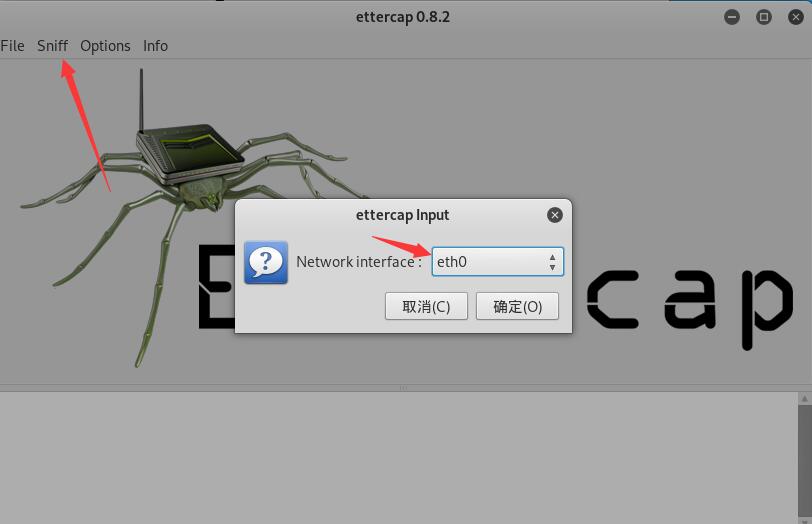 ettercap 0.8.2
File Sniff Options Info
ettercap Input
Network interface : eth0
取消(C) 确定(O)
E cap